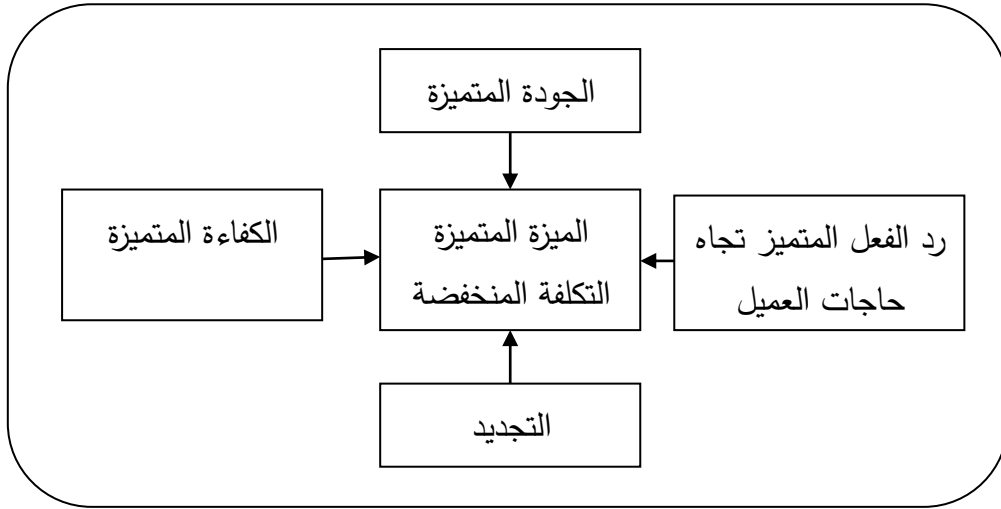 الجودة المتميزة
الميزة المتميزة
التكلفة المنخفضة
رد الفعل المتميز تجاه
حاجات العميل
الكفاءة المتميزة
التجديد